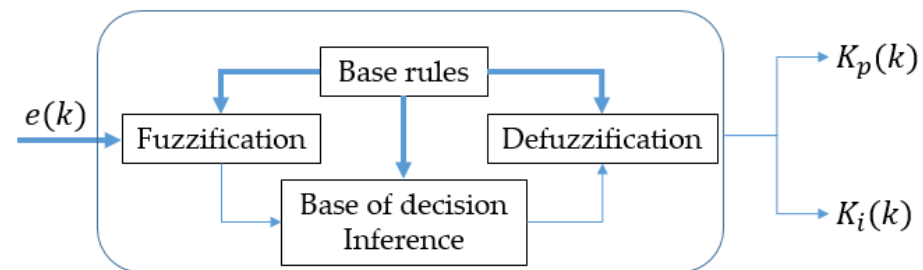 Base rules
e(k)
Fuzzification
Defuzzification
Base of decision
Inference
K_p(k)
K_i(k)